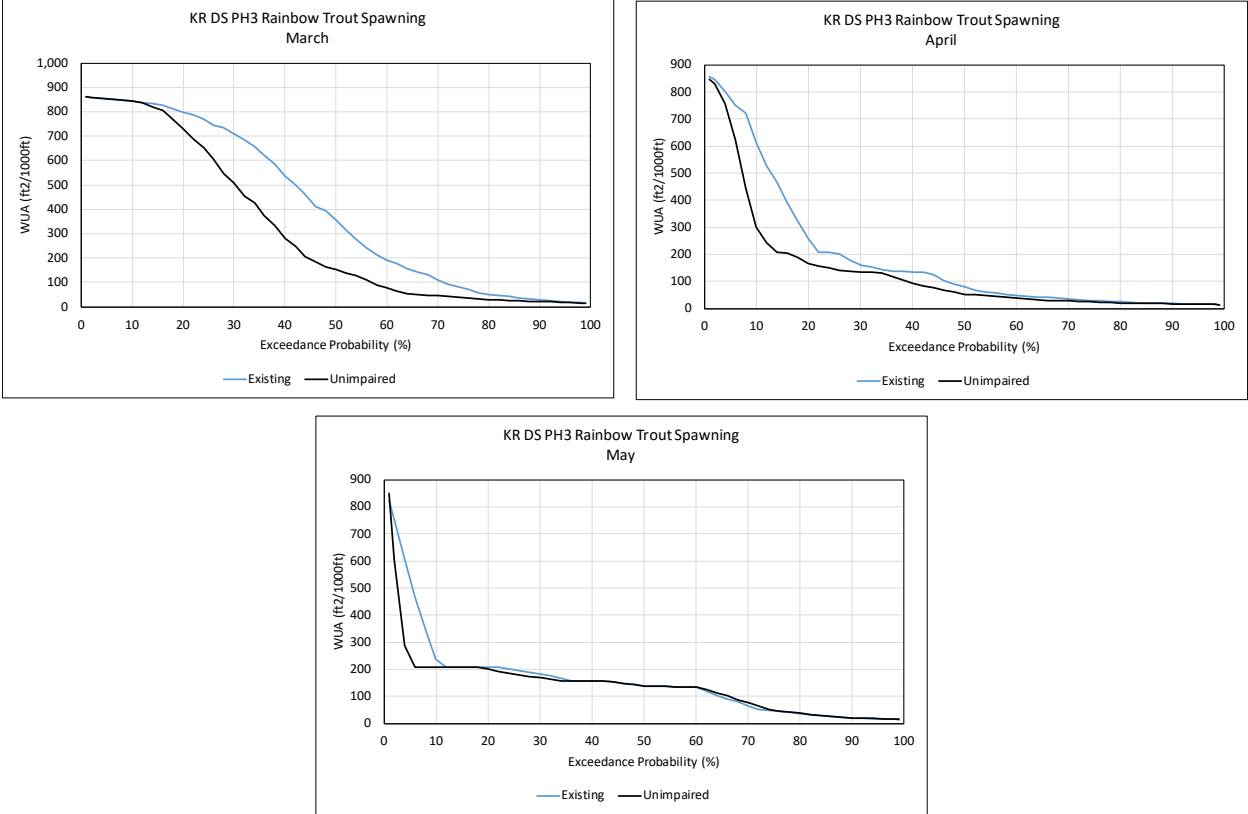 KR DS PH3 Rainbow Trout Spawning
March
WUA (ft2/1000ft)
1,000
900
800
700
600
500
400
300
200
100
0
0 10 20 30 40 50 60 70 80 90 100
Exceedance Probability (%)
Existing Unimpaired
KR DS PH3 Rainbow Trout Spawning
April
WUA (ft2/1000ft)
900
800
700
600
500
400
300
200
100
0
0 10 20 30 40 50 60 70 80 90 100
Exceedance Probability (%)
Existing Unimpaired
KR DS PH3 Rainbow Trout Spawning
May
WUA (ft2/1000ft)
900
800
700
600
500
400
300
200
100
0
0 10 20 30 40 50 60 70 80 90 100
Exceedance Probability (%)
Existing Unimpaired